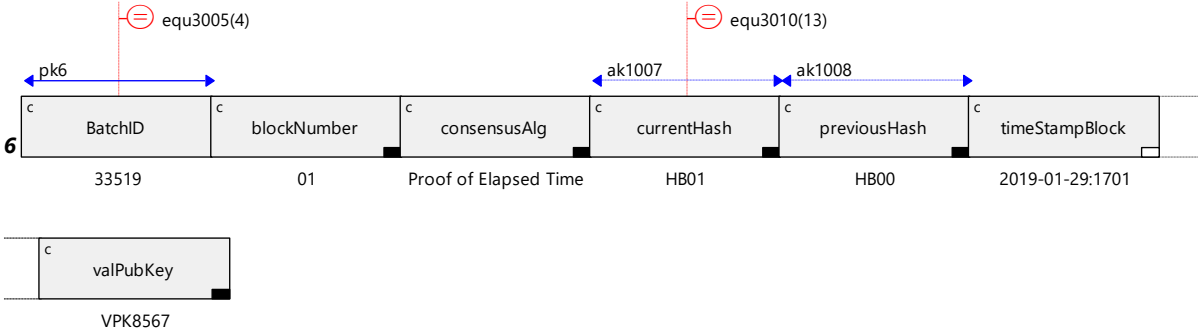 equ3005(4) equ3010(13)
pk6 ak1007 ak1008
c c c c c c
BatchID blockNumber consensusAlg currentHash previousHash timeStampBlock
6
33519 01 Proof of Elapsed Time HB01 HB00 2019-01-29:1701
c
valPubKey
VPK8567